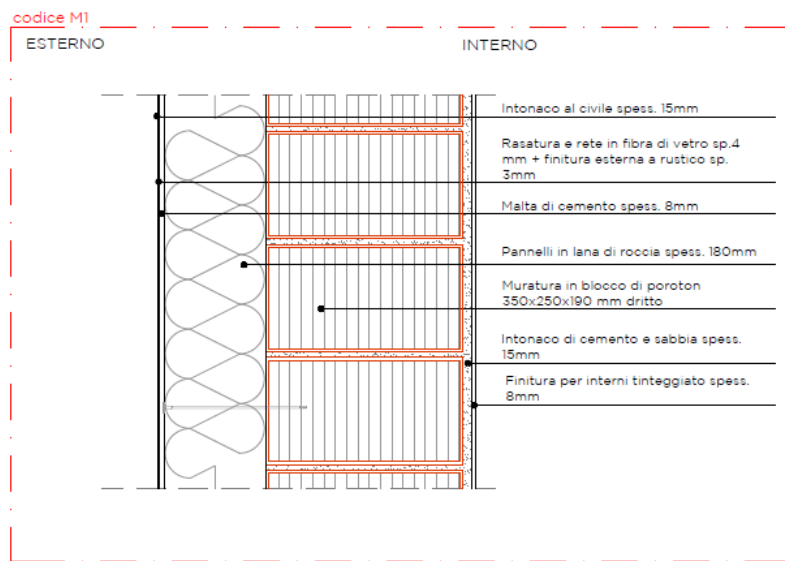 codice M1
ESTERNO
INTERNO
Intonaco al civile spess. 15mm
Rasatura e rete in fibra di vetro sp.4
mm + finitura esterna a rustico sp.
3mm
Malta di cemento spess. 8mm
Pannelli in lana di roccia spess. 180mm
Muratura in blocco di poroton
350x250x190 mm dritto
Intonaco di cemento e sabbia spess.
15mm
Finitura per interni tinteggiato spess.
8mm